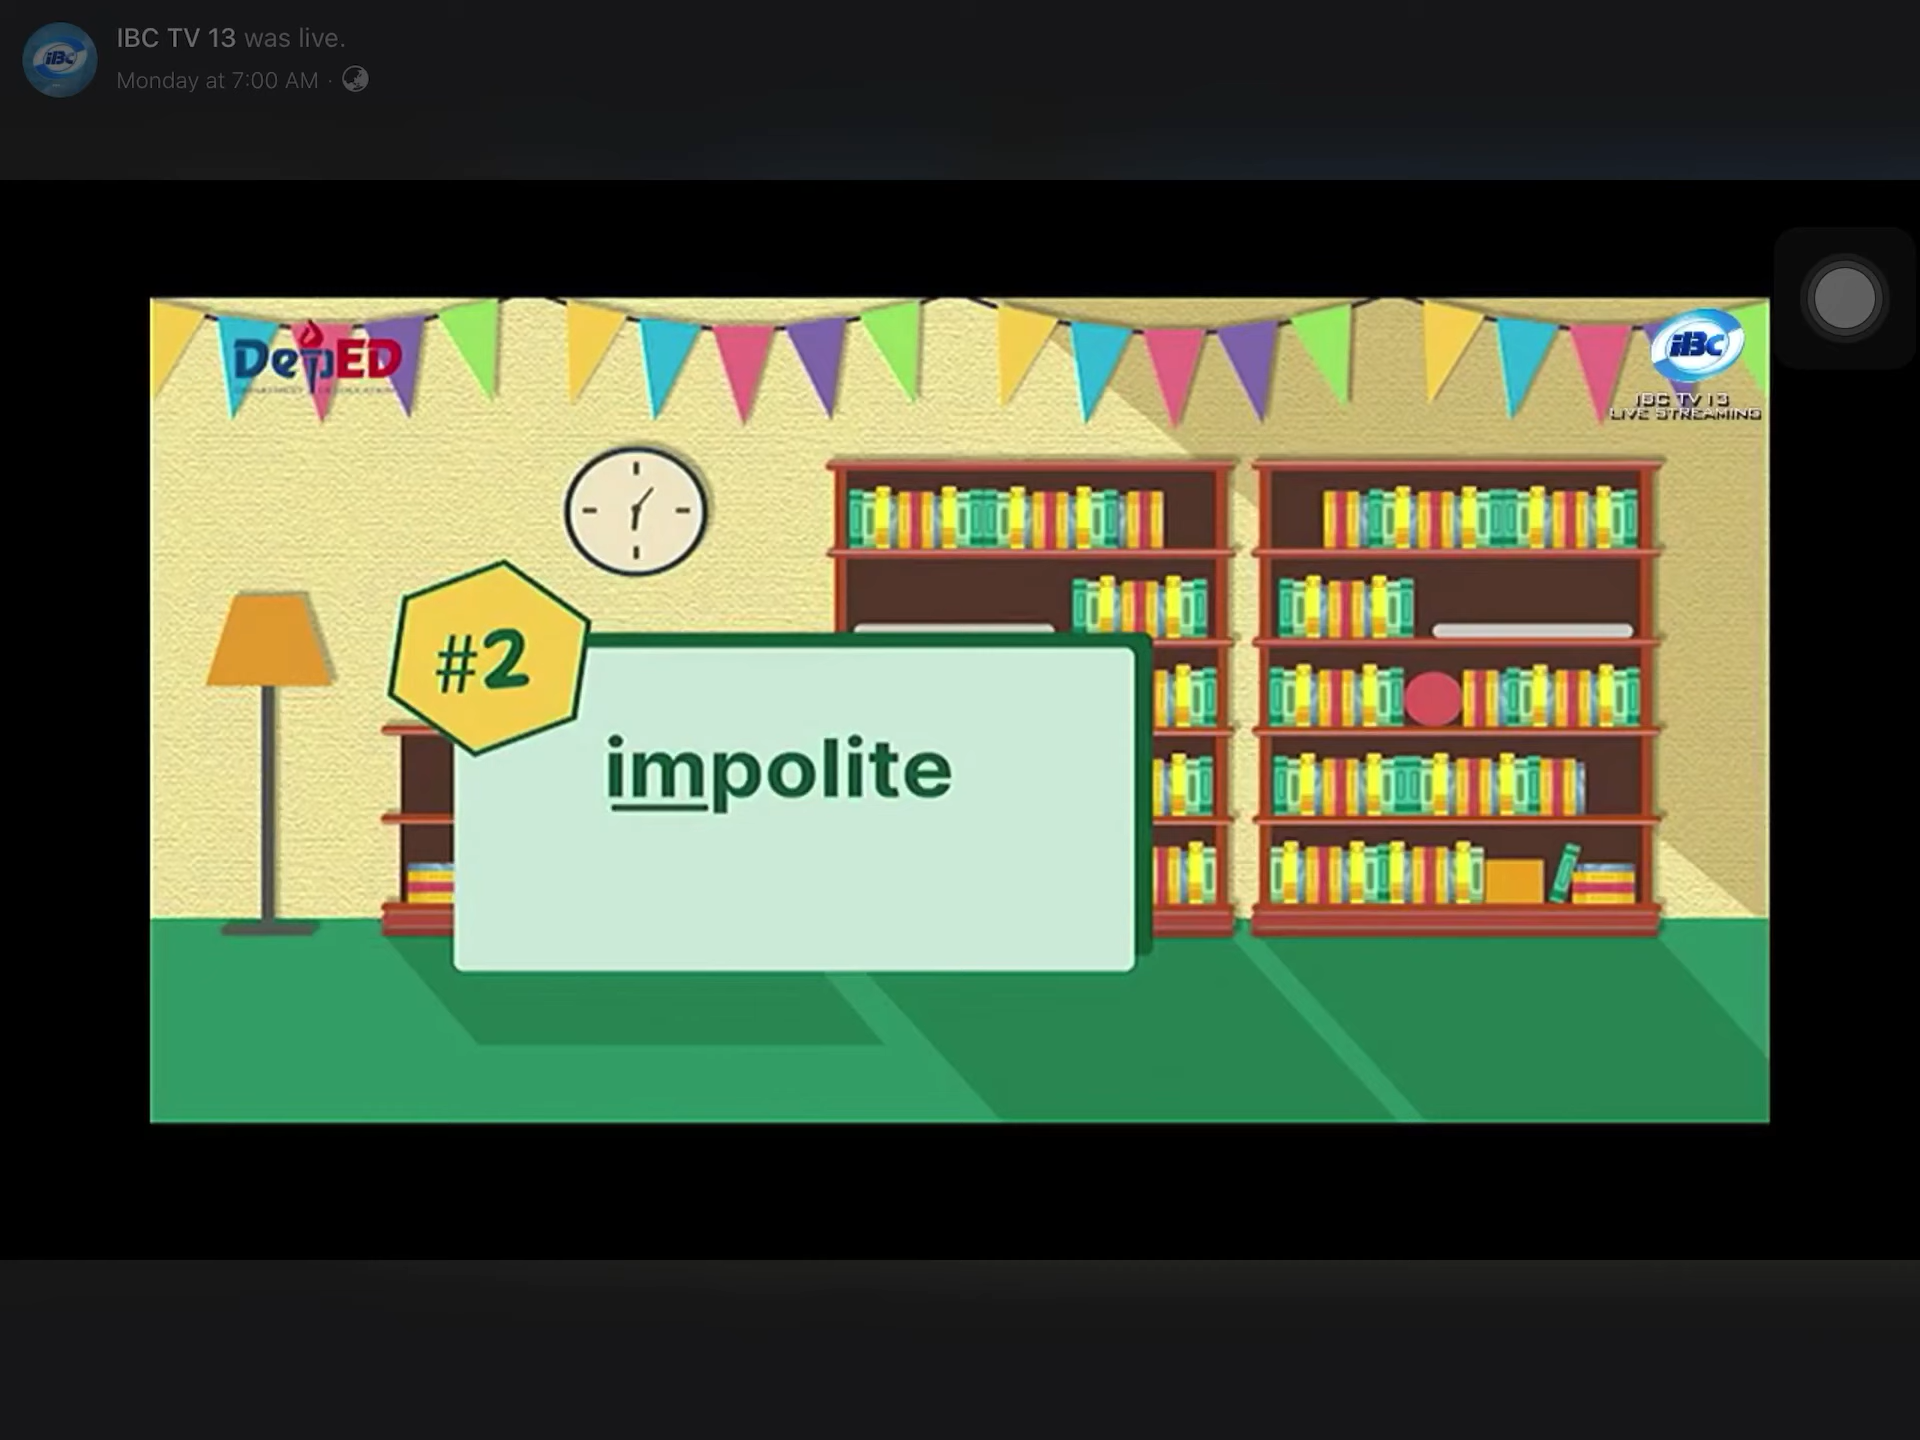 IBC TV 13 was live.
Monday at 7:00 AM ·
DepED
iBC
IBC TV 13
LIVE STREAMING
#2
impolite